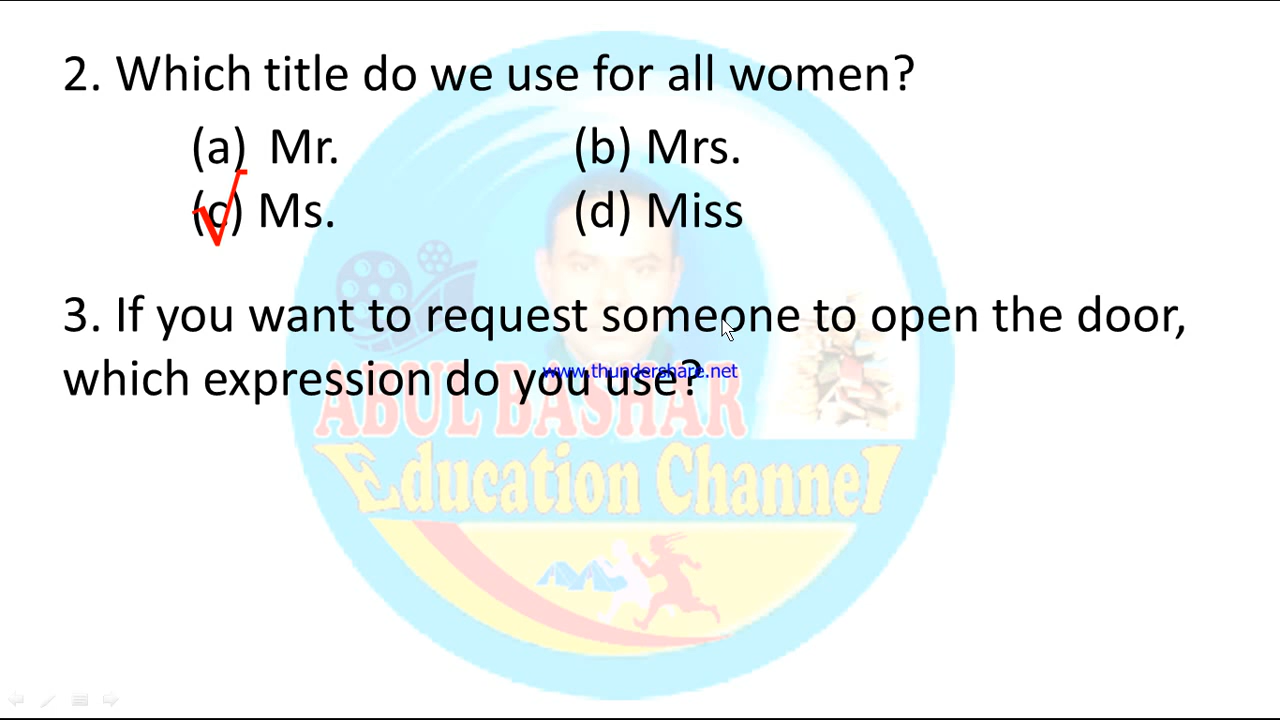 2. Which title do we use for all women?
(a) Mr. (b) Mrs.
(c) Ms. (d) Miss
3. If you want to request someone to open the door,
www.thundershare.net
which expression do you use?
ABUL BASHAR
Education Channel